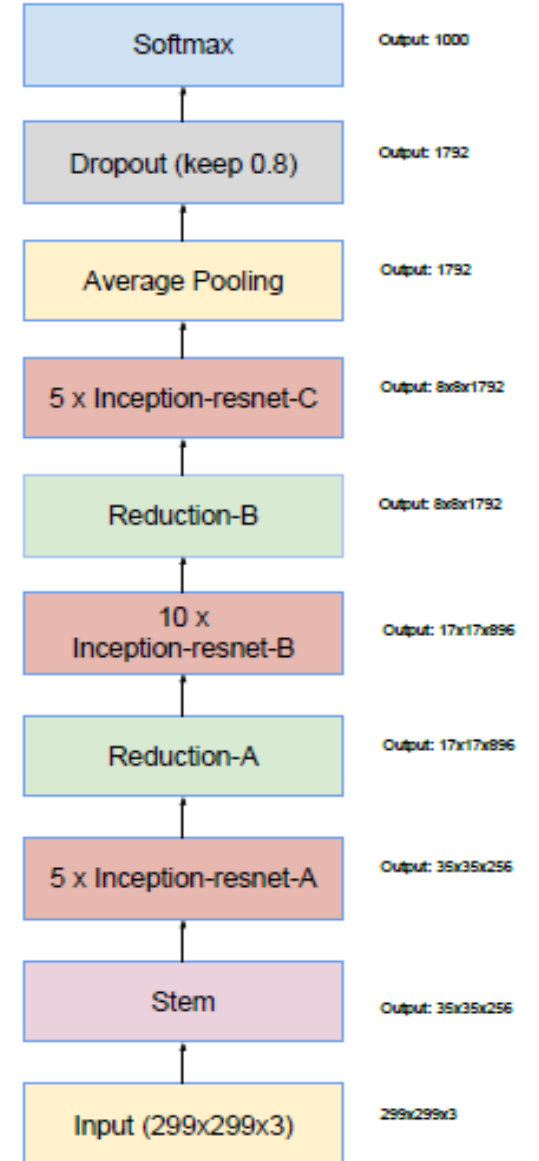 Softmax
Output: 1000
Dropout (keep 0.8)
Output: 1792
Average Pooling
Output: 1792
5 x Inception-resnet-C
Output: 8x8x1792
Reduction-B
Output: 8x8x1792
10 x
Inception-resnet-B
Output: 17x17x896
Reduction-A
Output: 17x17x896
5 x Inception-resnet-A
Output: 35x35x256
Stem
Output: 35x35x256
Input (299x299x3)
299x299x3